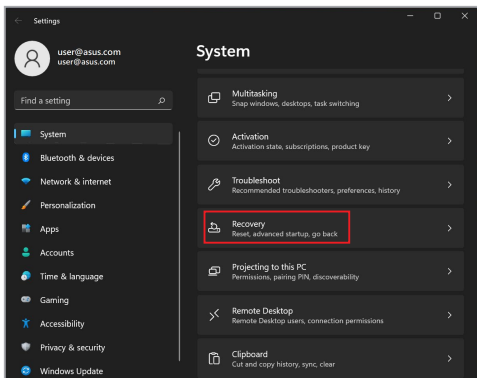 Settings
user@asus.com
user@asus.com
Find a setting
System
Bluetooth & devices
Network & internet
Personalization
Apps
Accounts
Time & language
Gaming
Accessibility
Privacy & security
Windows Update
System
Multitasking
Snap windows, desktops, task switching
Activation
Activation state, subscriptions, product key
Troubleshoot
Recommended troubleshooters, preferences, history
Recovery
Reset, advanced startup, go back
Projecting to this PC
Permissions, pairing PIN, discoverability
Remote Desktop
Remote Desktop users, connection permissions
Clipboard
Cut and copy history, sync, clear